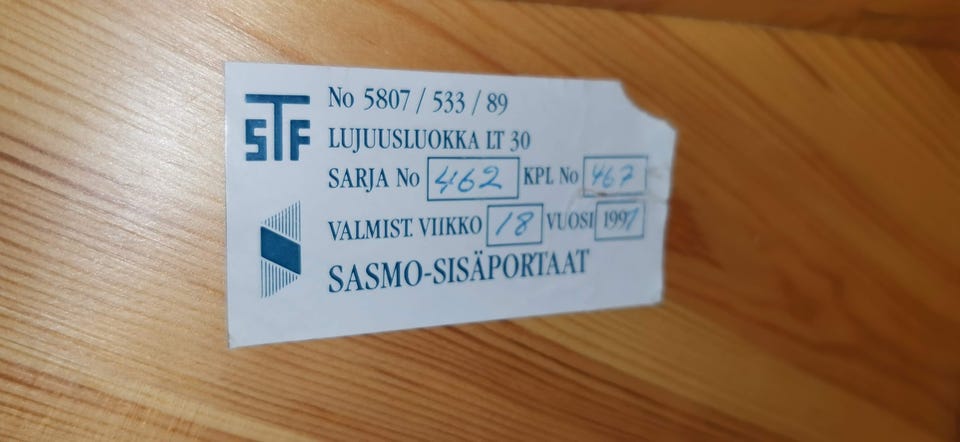 STF
No 5807 / 533 / 89
LUJUUSLUOKKA LT 30
SARJA No 462 KPL No 467
VALMIST. VIIKKO 18 VUOSI 1991
SASMO-SISÄPORTAAT